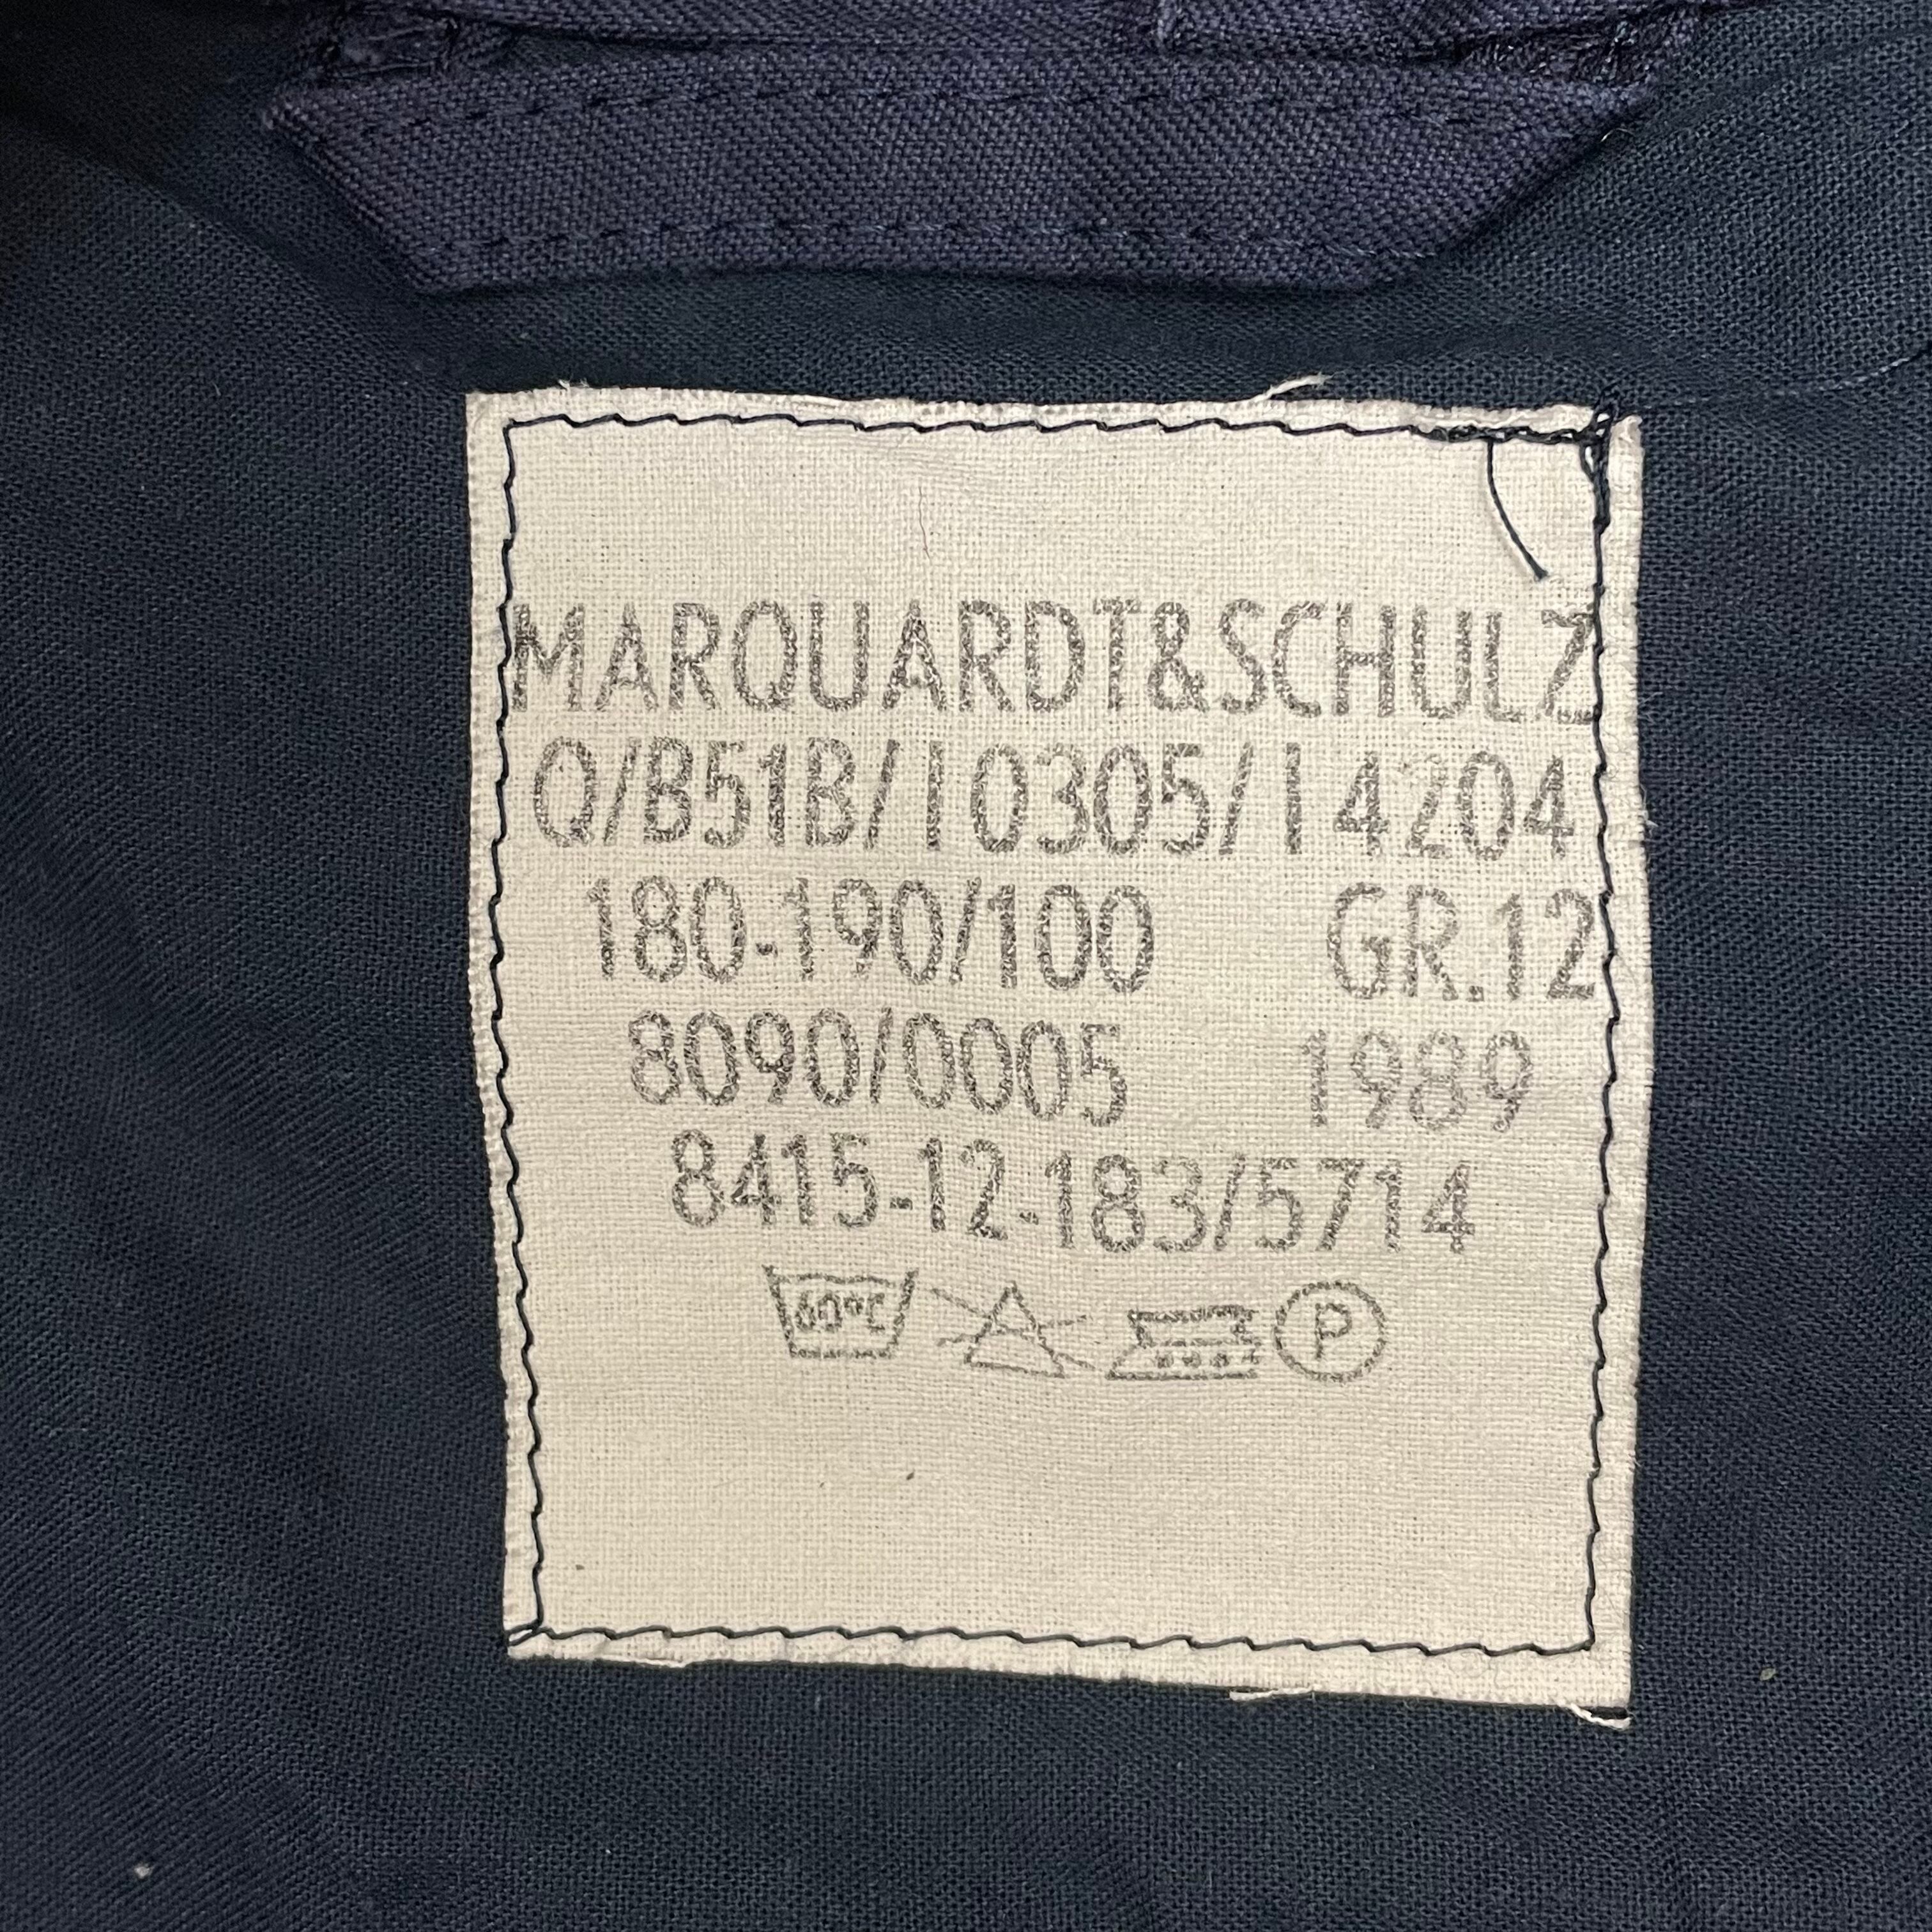 MARQUARDT&SCHULZ
Q/B51B/10305/14204
180-190/100 GR.12
8090/0005 1989
8415-12-183/5714
60°C P